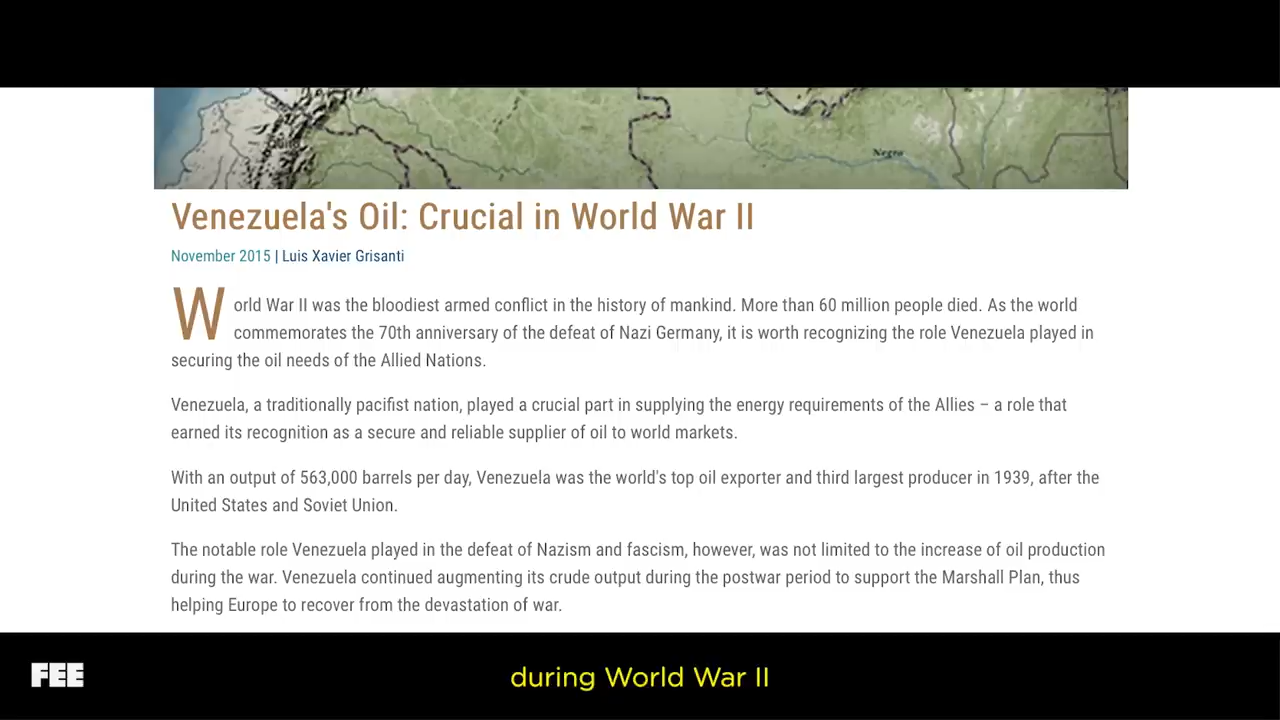 Quito
Negro
Venezuela's Oil: Crucial in World War II
November 2015 | Luis Xavier Grisanti
World War II was the bloodiest armed conflict in the history of mankind. More than 60 million people died. As the world
commemorates the 70th anniversary of the defeat of Nazi Germany, it is worth recognizing the role Venezuela played in
securing the oil needs of the Allied Nations.
Venezuela, a traditionally pacifist nation, played a crucial part in supplying the energy requirements of the Allies – a role that
earned its recognition as a secure and reliable supplier of oil to world markets.
With an output of 563,000 barrels per day, Venezuela was the world's top oil exporter and third largest producer in 1939, after the
United States and Soviet Union.
The notable role Venezuela played in the defeat of Nazism and fascism, however, was not limited to the increase of oil production
during the war. Venezuela continued augmenting its crude output during the postwar period to support the Marshall Plan, thus
helping Europe to recover from the devastation of war.
FEE
during World War II